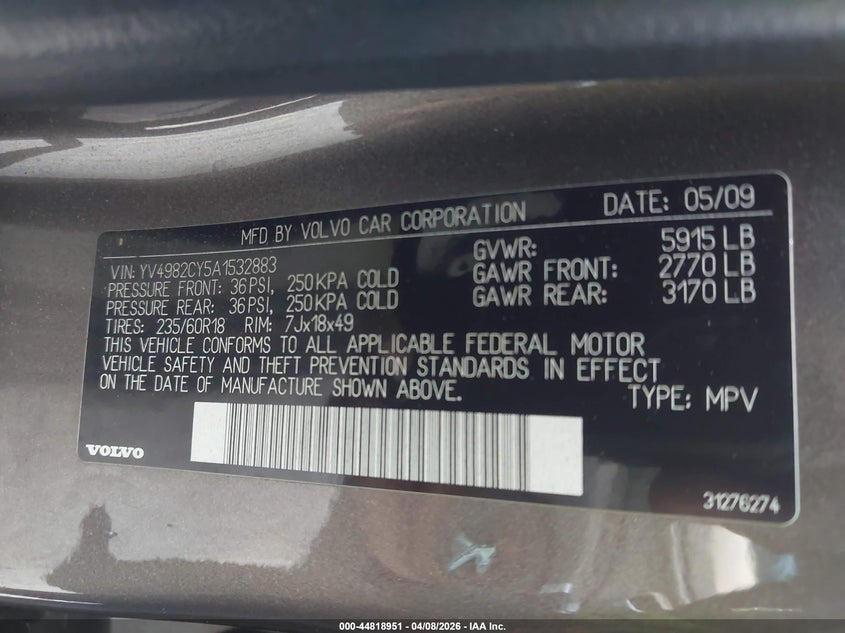 MFD BY VOLVO CAR CORPORATION DATE: 05/09
VIN: YV4982CY5A1532883
PRESSURE FRONT: 36 PSI, 250 KPA COLD
PRESSURE REAR: 36 PSI, 250 KPA COLD
TIRES: 235/60R18 RIM: 7Jx18x49
GVWR: 5915 LB
GAWR FRONT: 2770 LB
GAWR REAR: 3170 LB
THIS VEHICLE CONFORMS TO ALL APPLICABLE FEDERAL MOTOR
VEHICLE SAFETY AND THEFT PREVENTION STANDARDS IN EFFECT
ON THE DATE OF MANUFACTURE SHOWN ABOVE.
TYPE: MPV
VOLVO
31276274
000-44818951 - 04/08/2026 - IAA Inc.